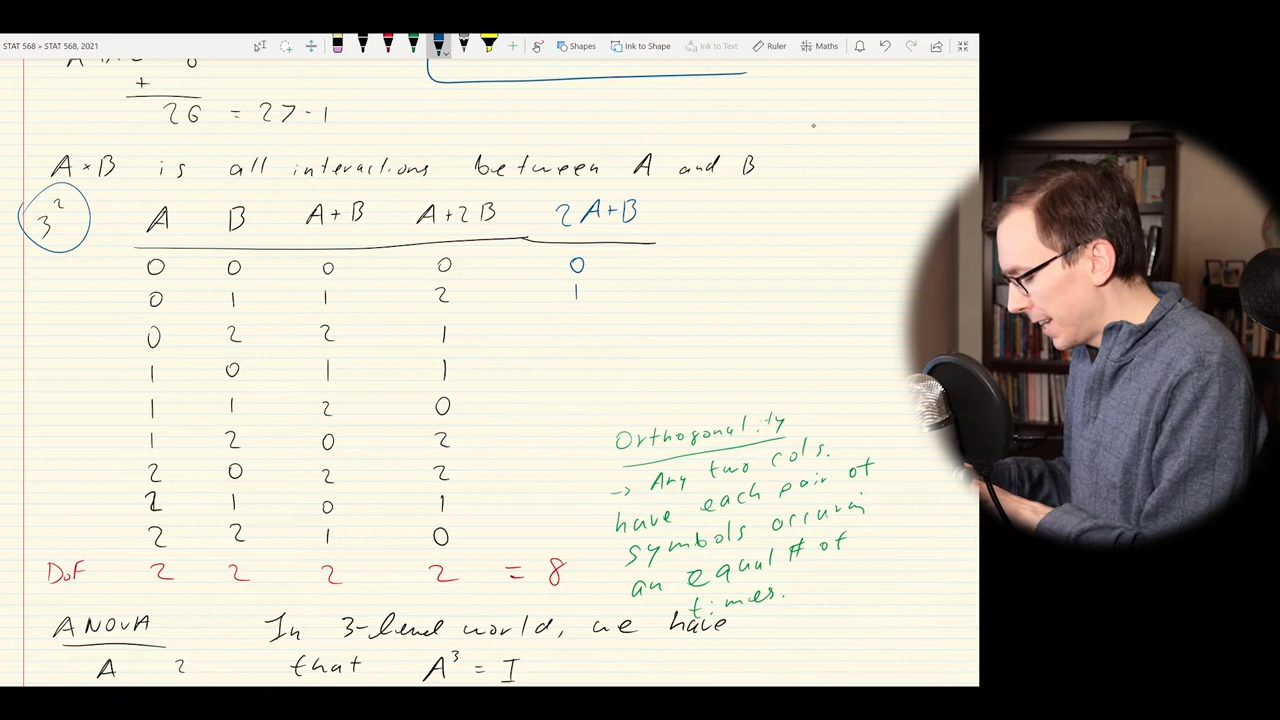 STAT 568 » STAT 568, 2021
Shapes Ink to Shape Ink to Text Ruler Maths
+
26 = 27-1
A×B is all interactions between A and B
3²
A B A+B A+2B 2A+B
0 0 0 0 0
0 1 1 2 1
0 2 2 1
1 0 1 1
1 1 2 0
1 2 0 2
2 0 2 2
2 1 0 1
2 2 1 0
DoF 2 2 2 2 = 8
Orthogonality
→ Any two cols.
have each pair of
symbols occuring
an equal # of
times.
ANOVA In 3-level world, we have
A 2 that A³ = I